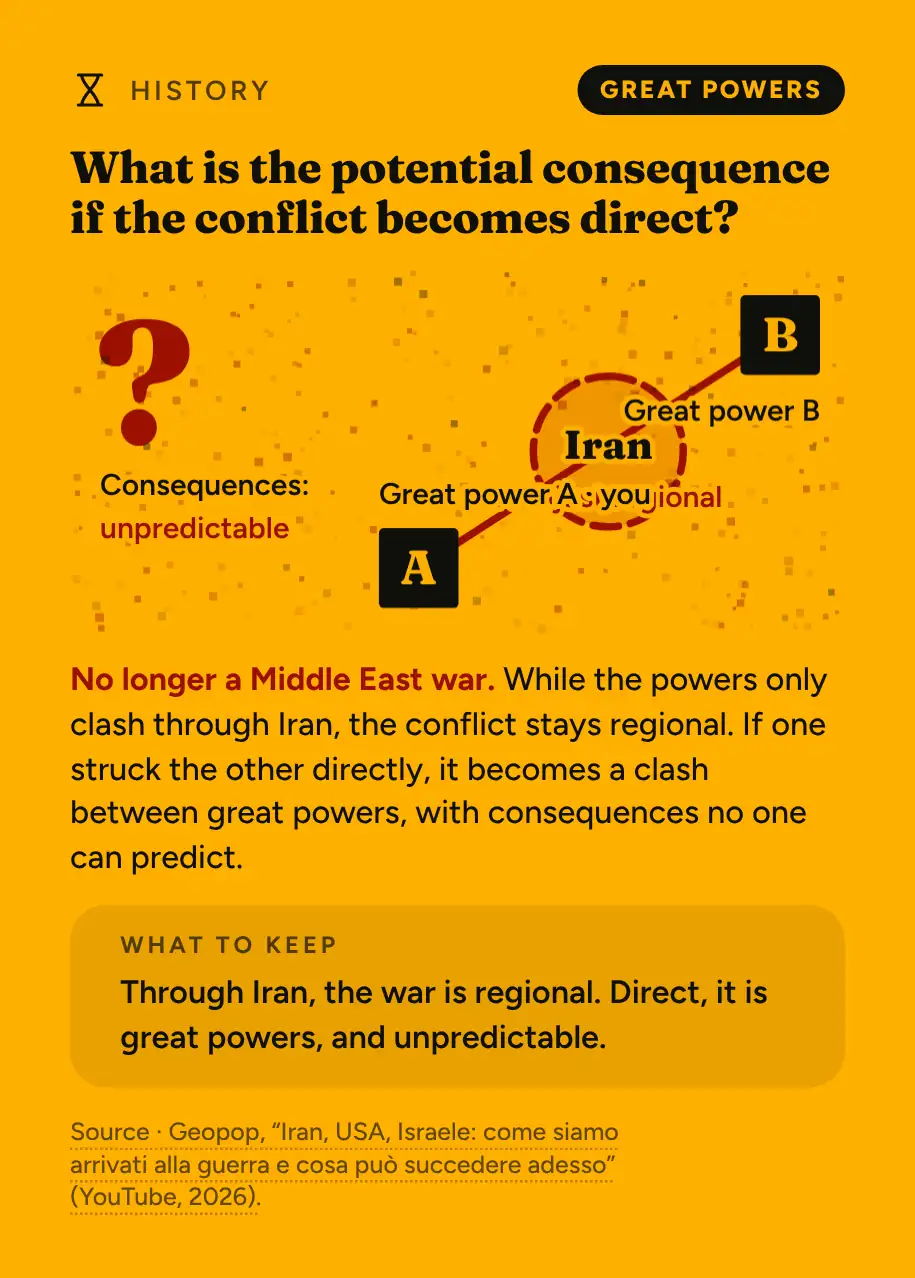 HISTORY
GREAT POWERS
What is the potential consequence
if the conflict becomes direct?
?
B
Great power B
Iran
Consequences:
unpredictable
Great power A · you
gional
A
No longer a Middle East war. While the powers only
clash through Iran, the conflict stays regional. If one
struck the other directly, it becomes a clash
between great powers, with consequences no one
can predict.
WHAT TO KEEP
Through Iran, the war is regional. Direct, it is
great powers, and unpredictable.
Source · Geopop, “Iran, USA, Israele: come siamo
arrivati alla guerra e cosa può succedere adesso”
(YouTube, 2026).